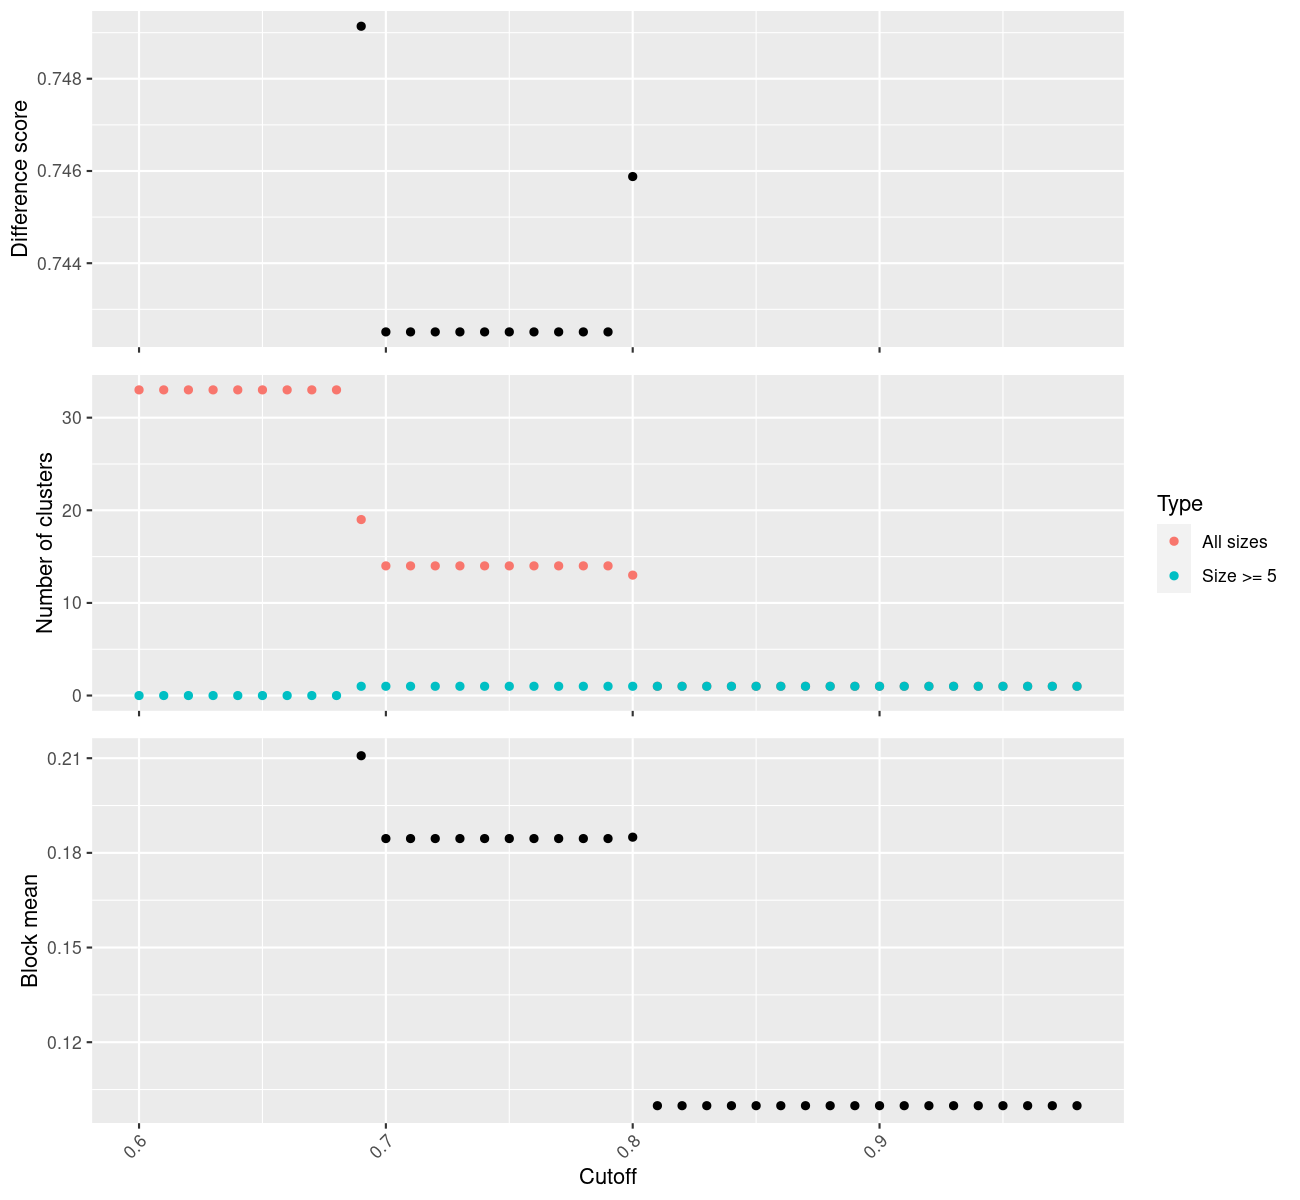 Difference score
0.748
0.746
0.744
Number of clusters
30
20
10
0
Type
All sizes
Size >= 5
Block mean
0.21
0.18
0.15
0.12
0.6
0.7
0.8
0.9
Cutoff